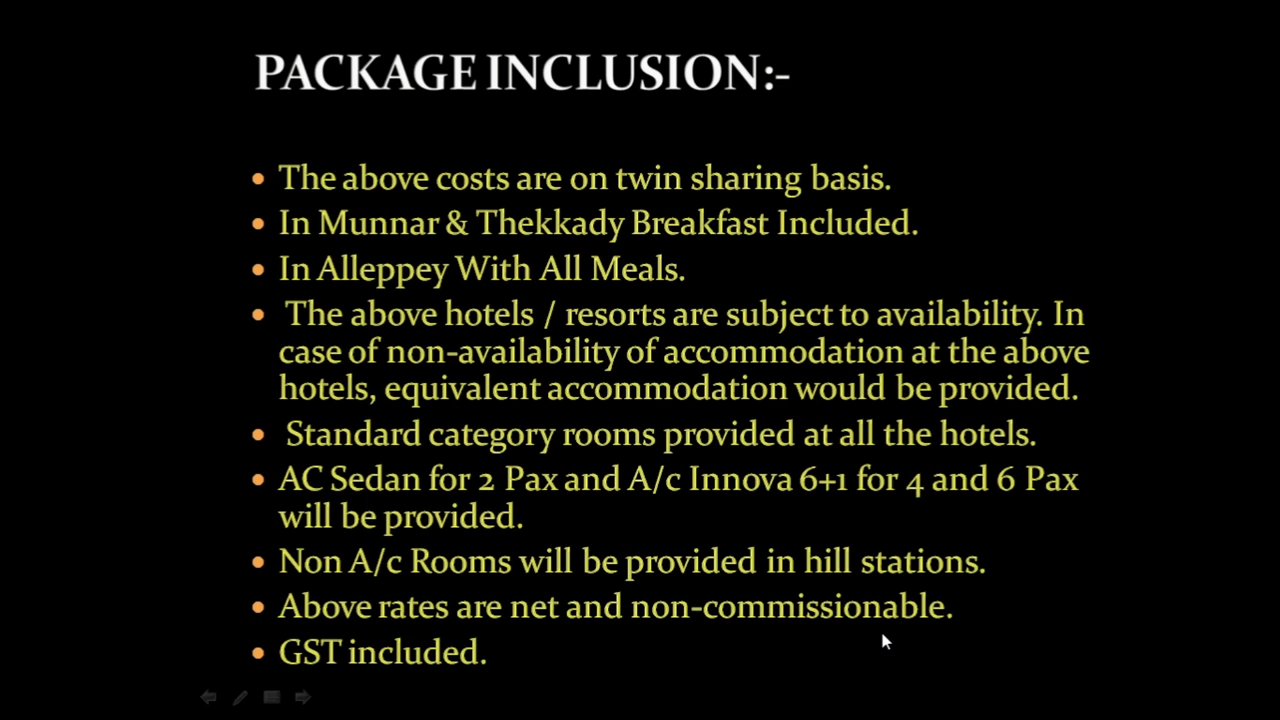 PACKAGE INCLUSION:-
• The above costs are on twin sharing basis.
• In Munnar & Thekkady Breakfast Included.
• In Alleppey With All Meals.
• The above hotels / resorts are subject to availability. In
case of non-availability of accommodation at the above
hotels, equivalent accommodation would be provided.
• Standard category rooms provided at all the hotels.
• AC Sedan for 2 Pax and A/c Innova 6+1 for 4 and 6 Pax
will be provided.
• Non A/c Rooms will be provided in hill stations.
• Above rates are net and non-commissionable.
• GST included.